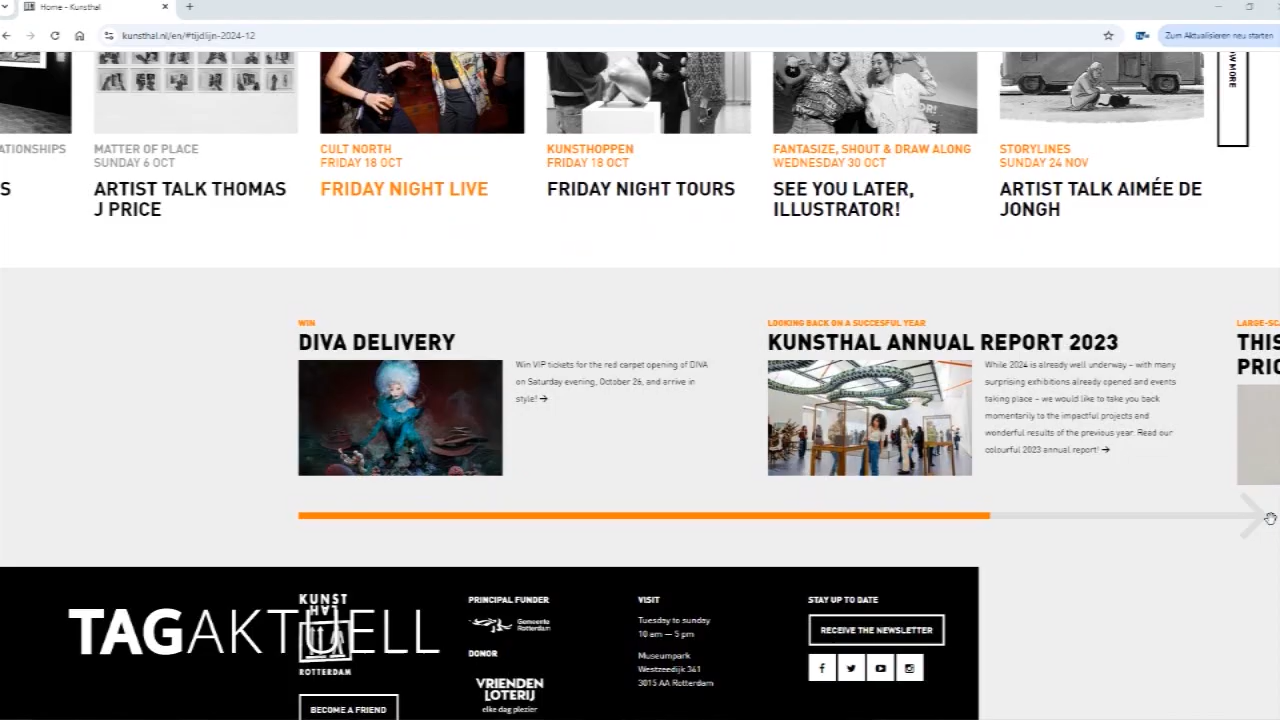 Home - Kunsthal
kunsthal.nl/en/#tijdlijn-2024-12
Zum Aktualisieren neu starten
MORE
ATIONSHIPS
S
MATTER OF PLACE
SUNDAY 6 OCT
ARTIST TALK THOMAS
J PRICE
CULT NORTH
FRIDAY 18 OCT
FRIDAY NIGHT LIVE
KUNSTHOPPEN
FRIDAY 18 OCT
FRIDAY NIGHT TOURS
FANTASIZE, SHOUT & DRAW ALONG
WEDNESDAY 30 OCT
SEE YOU LATER,
ILLUSTRATOR!
STORYLINES
SUNDAY 24 NOV
ARTIST TALK AIMÉE DE
JONGH
WIN
DIVA DELIVERY
Win VIP tickets for the red carpet opening of DIVA
on Saturday evening, October 26, and arrive in
style! →
LOOKING BACK ON A SUCCESFUL YEAR
KUNSTHAL ANNUAL REPORT 2023
While 2024 is already well underway – with many
surprising exhibitions already opened and events
taking place – we would like to take you back
momentarily to the impactful projects and
wonderful results of the previous year. Read our
colourful 2023 annual report! →
LARGE-SC
THIS
PRIC
TAGAKTUELL
KUNST
HAL
ROTTERDAM
BECOME A FRIEND
PRINCIPAL FUNDER
Gemeente
Rotterdam
DONOR
VRIENDEN
LOTERIJ
elke dag plezier
VISIT
Tuesday to sunday
10 am — 5 pm
Museumpark
Westzeedijk 341
3015 AA Rotterdam
STAY UP TO DATE
RECEIVE THE NEWSLETTER